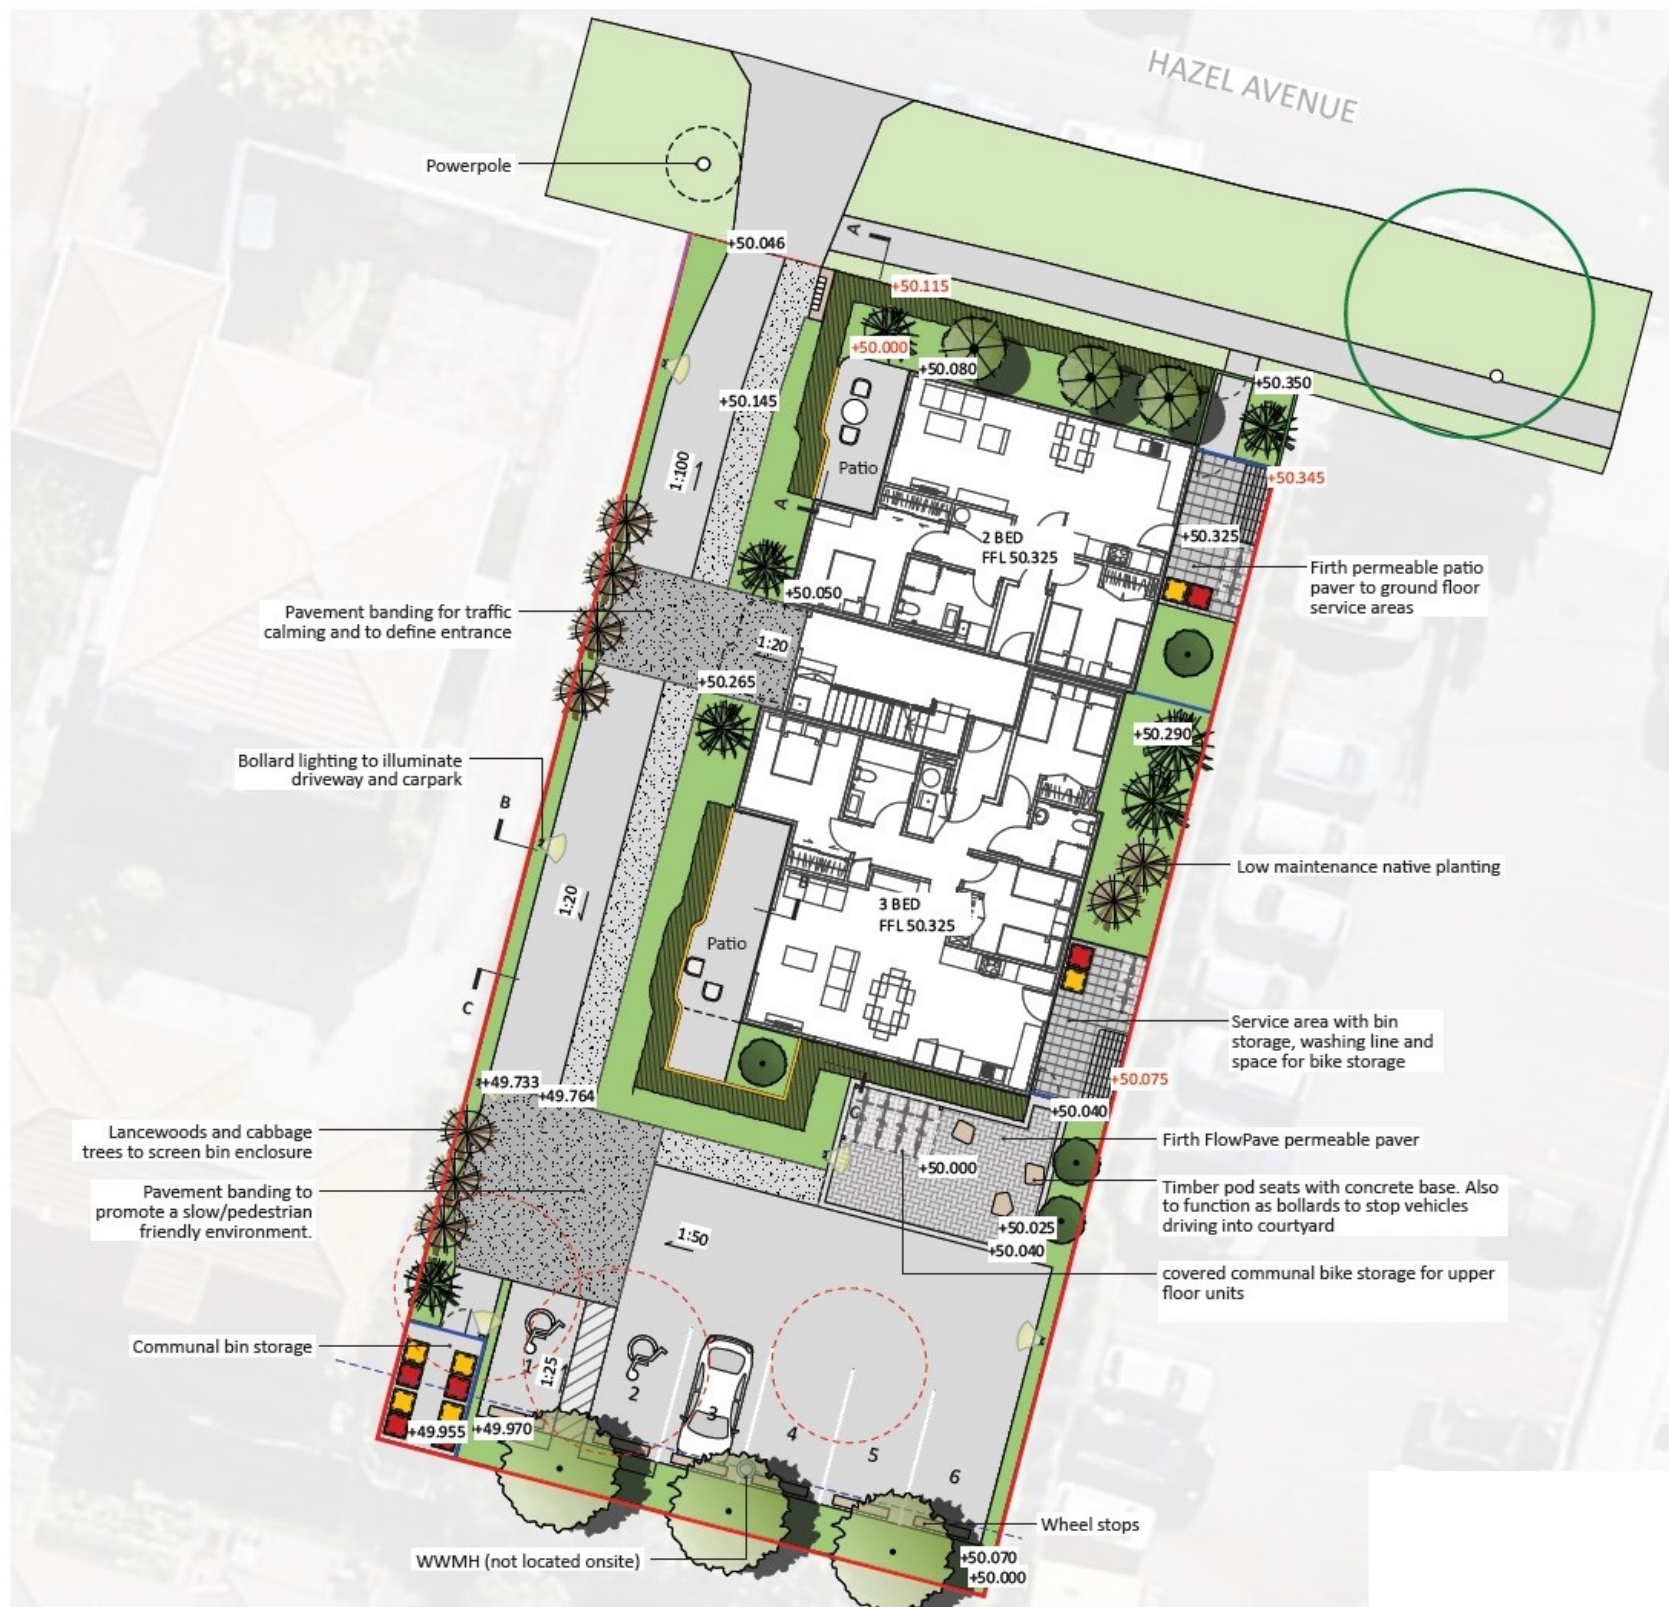 HAZEL AVENUE
Powerpole
+50.046
A
+50.115
+50.000
+50.080
+50.350
+50.145
Patio
1:100
A
+50.345
2 BED
FFL 50.325
+50.325
Firth permeable patio
paver to ground floor
service areas
+50.050
Pavement banding for traffic
calming and to define entrance
1:20
+50.265
+50.290
Bollard lighting to illuminate
driveway and carpark
B
Low maintenance native planting
B
1:20
3 BED
FFL 50.325
Patio
C
Service area with bin
storage, washing line and
space for bike storage
+49.733
+49.764
+50.075
+50.040
C
Lancewoods and cabbage
trees to screen bin enclosure
Firth FlowPave permeable paver
+50.000
Pavement banding to
promote a slow/pedestrian
friendly environment.
Timber pod seats with concrete base. Also
to function as bollards to stop vehicles
driving into courtyard
+50.025
+50.040
1:50
covered communal bike storage for upper
floor units
Communal bin storage
1
1:25
2
3
4
5
6
+49.955
+49.970
Wheel stops
WWMH (not located onsite)
+50.070
+50.000